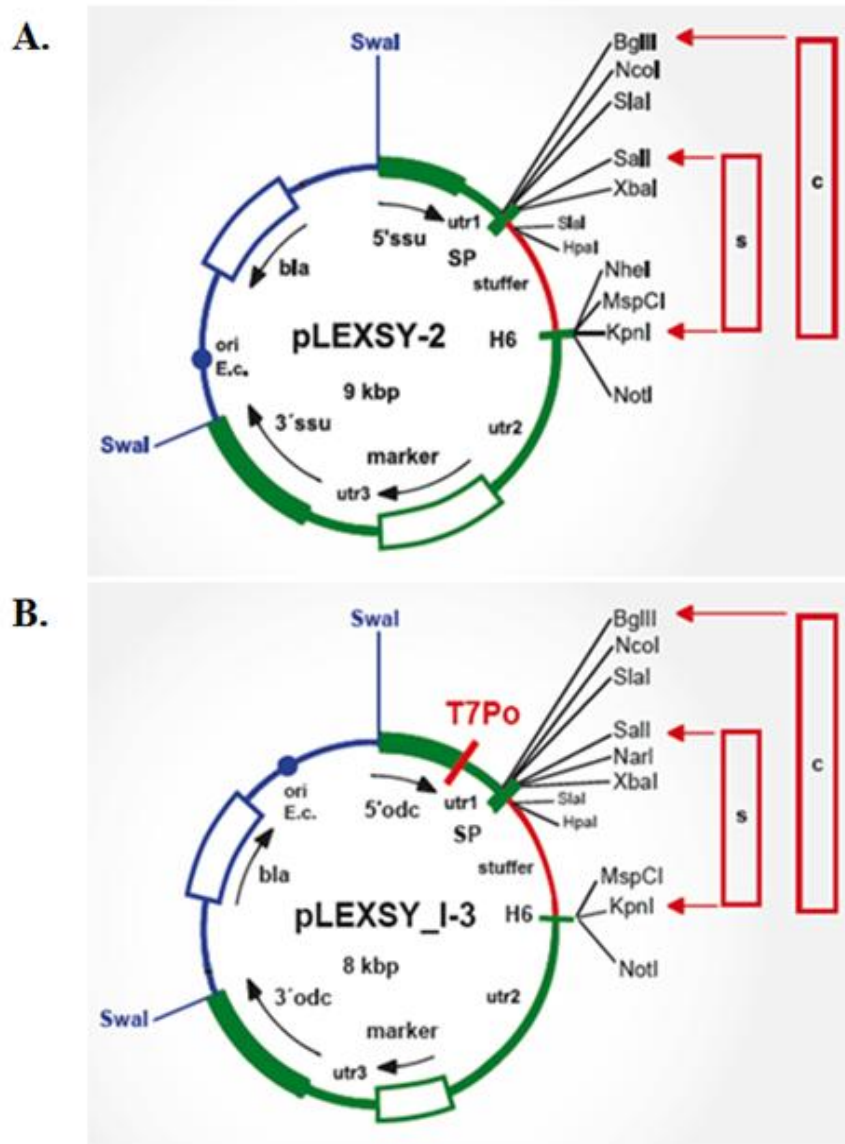 A.
SwaI
BglII
NcoI
SlaI
SalI
XbaI
SlaI
HpaI
NheI
MspCI
KpnI
NotI
c
s
utr1
5'ssu
SP
stuffer
bla
pLEXSY-2
H6
ori
E.c.
9 kbp
3´ssu
utr2
marker
SwaI
utr3
B.
SwaI
BglII
NcoI
SlaI
SalI
NarI
XbaI
SlaI
HpaI
MspCI
KpnI
NotI
c
s
T7Po
ori
E.c.
5'odc
utr1
SP
stuffer
bla
pLEXSY_I-3
H6
8 kbp
3´odc
utr2
marker
SwaI
utr3